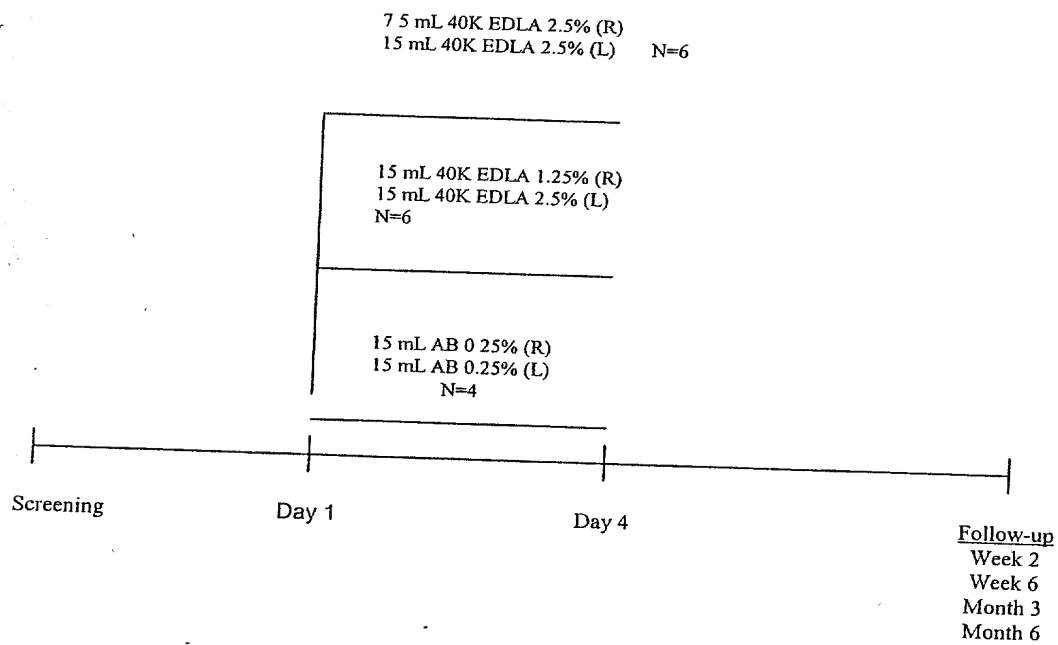 7 5 mL 40K EDLA 2.5% (R)
15 mL 40K EDLA 2.5% (L) N=6
15 mL 40K EDLA 1.25% (R)
15 mL 40K EDLA 2.5% (L)
N=6
15 mL AB 0 25% (R)
15 mL AB 0.25% (L)
N=4
Screening
Day 1
Day 4
Follow-up
Week 2
Week 6
Month 3
Month 6